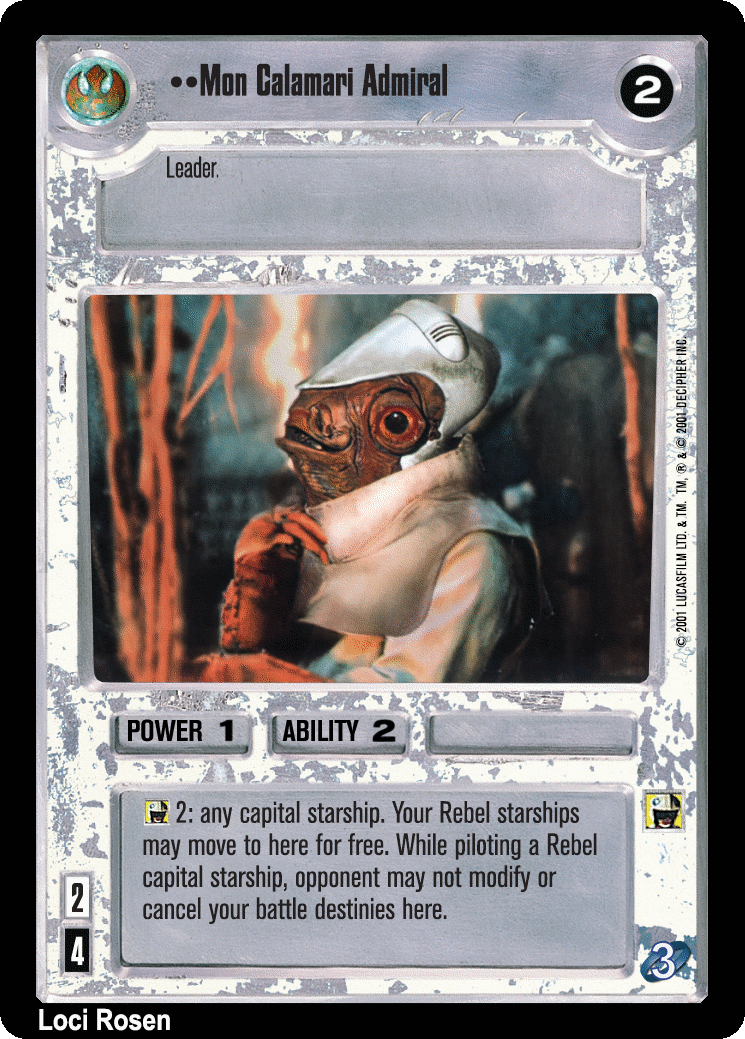 ••Mon Calamari Admiral
2
Leader.
© 2001 LUCASFILM LTD. & TM. TM, ® & © 2001 DECIPHER INC.
POWER 1
ABILITY 2
2: any capital starship. Your Rebel starships
may move to here for free. While piloting a Rebel
capital starship, opponent may not modify or
cancel your battle destinies here.
2
4
3
Loci Rosen